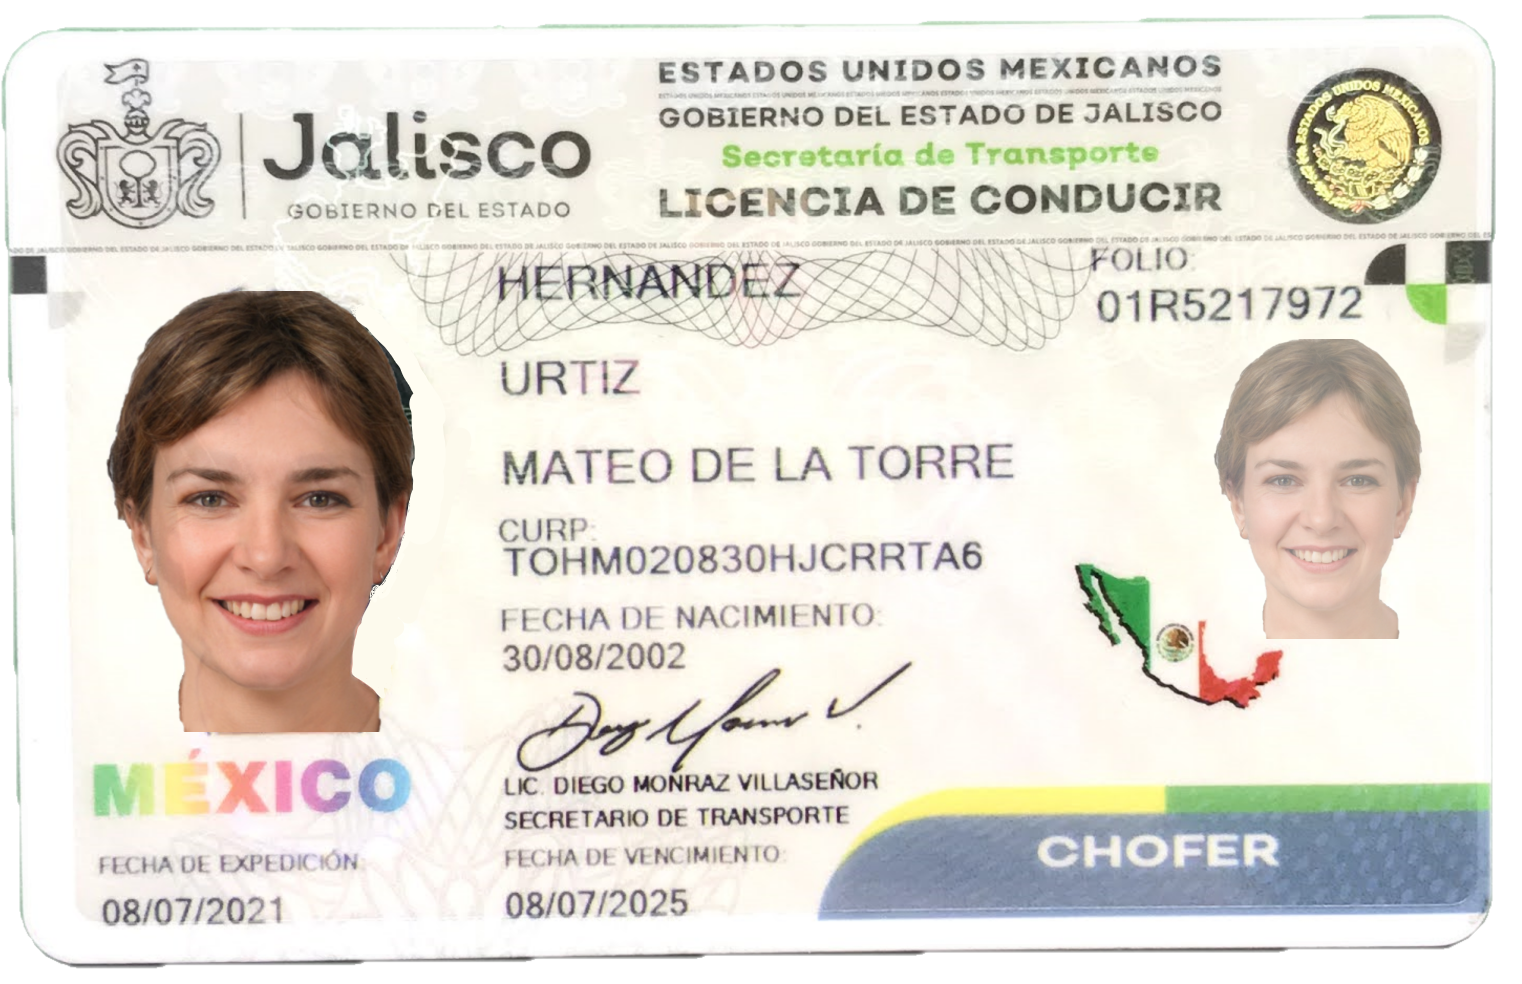 Jalisco
GOBIERNO DEL ESTADO
ESTADOS UNIDOS MEXICANOS
GOBIERNO DEL ESTADO DE JALISCO
Secretaría de Transporte
LICENCIA DE CONDUCIR
ESTADOS UNIDOS MEXICANOS
HERNANDEZ
FOLIO:
01R5217972
URTIZ
MATEO DE LA TORRE
CURP:
TOHM020830HJCRRTA6
FECHA DE NACIMIENTO:
30/08/2002
LIC. DIEGO MONRAZ VILLASEÑOR
SECRETARIO DE TRANSPORTE
MÉXICO
CHOFER
FECHA DE EXPEDICIÓN:
08/07/2021
FECHA DE VENCIMIENTO:
08/07/2025